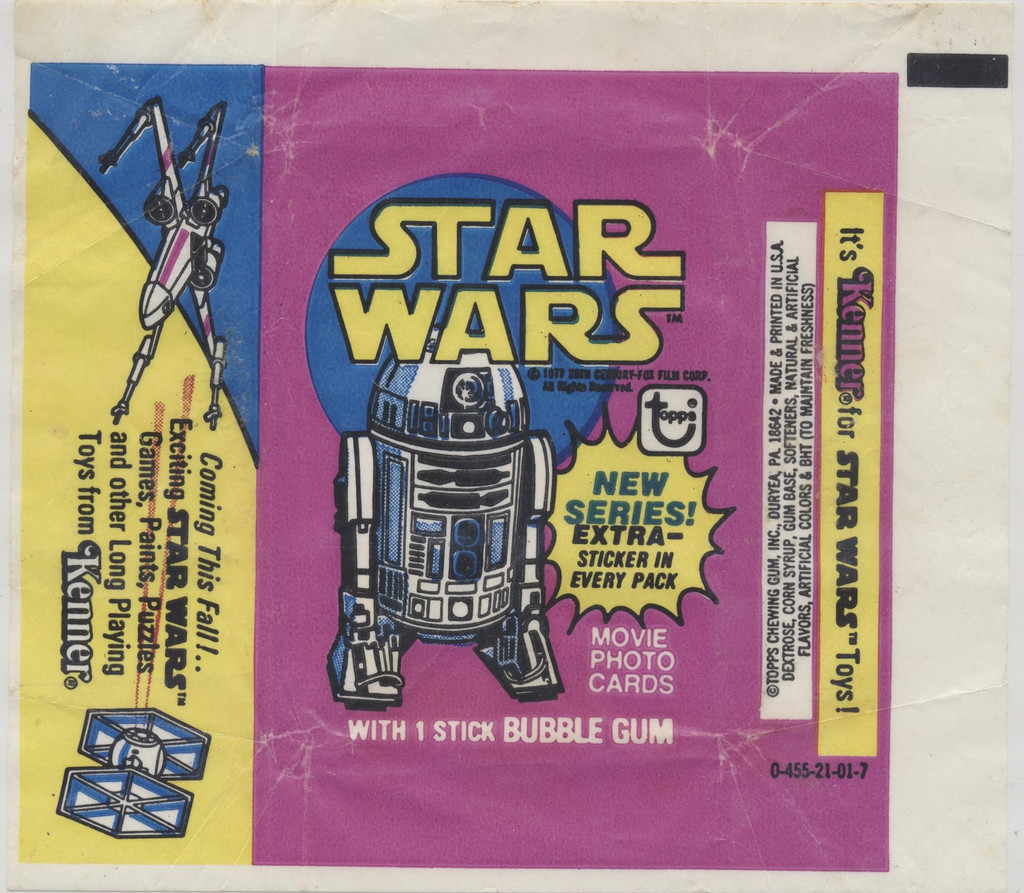 STAR
WARS™
© 1977 20TH CENTURY-FOX FILM CORP.
All Rights Reserved.
Topps
NEW
SERIES!
EXTRA-
STICKER IN
EVERY PACK
MOVIE
PHOTO
CARDS
WITH 1 STICK BUBBLE GUM
Coming This Fall...
Exciting STAR WARS™
Games, Paints, Puzzles
and other Long Playing
Toys from Kenner®
©TOPPS CHEWING GUM, INC., DURYEA, PA. 18642 • MADE & PRINTED IN U.S.A.
DEXTROSE, CORN SYRUP, GUM BASE, SOFTENERS, NATURAL & ARTIFICIAL
FLAVORS, ARTIFICIAL COLORS & BHT (TO MAINTAIN FRESHNESS)
It's Kenner® for STAR WARS™ Toys!
0-455-21-01-7